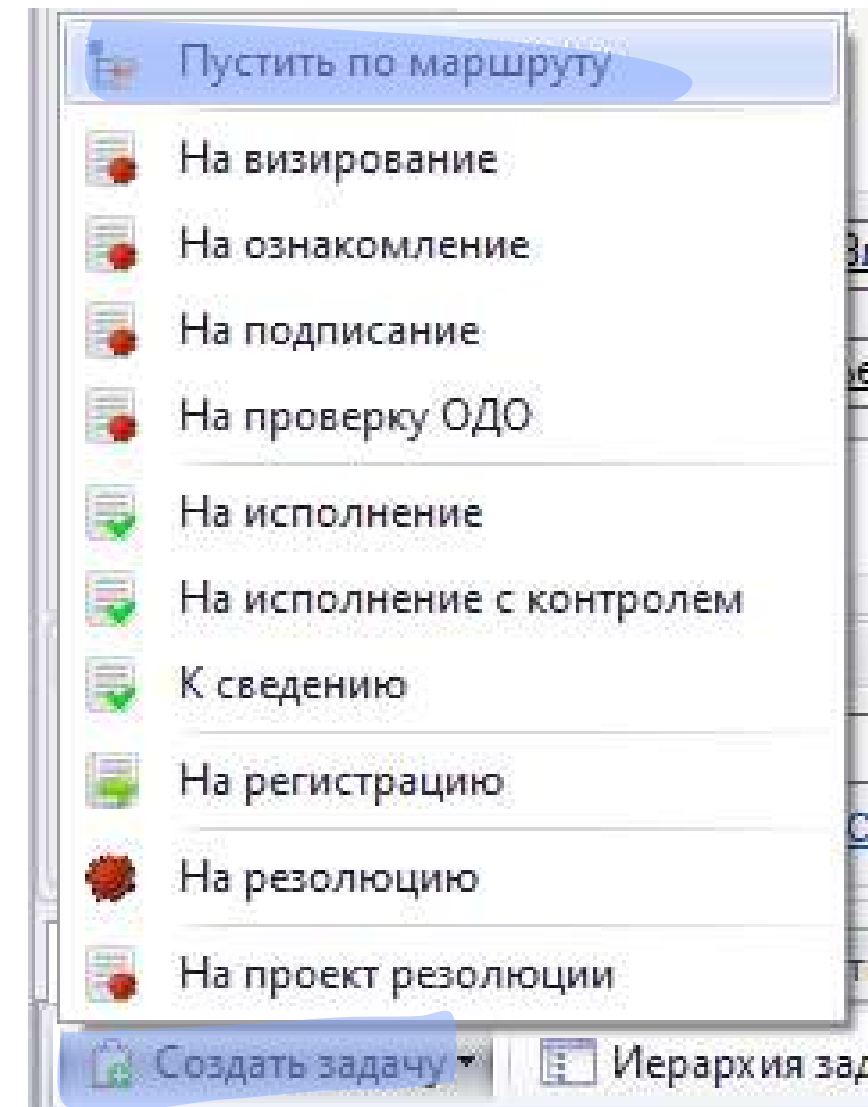 Пустить по маршруту
На визирование
На ознакомление
На подписание
На проверку ОДО
На исполнение
На исполнение с контролем
К сведению
На регистрацию
На резолюцию
На проект резолюции
Создать задачу Иерархия